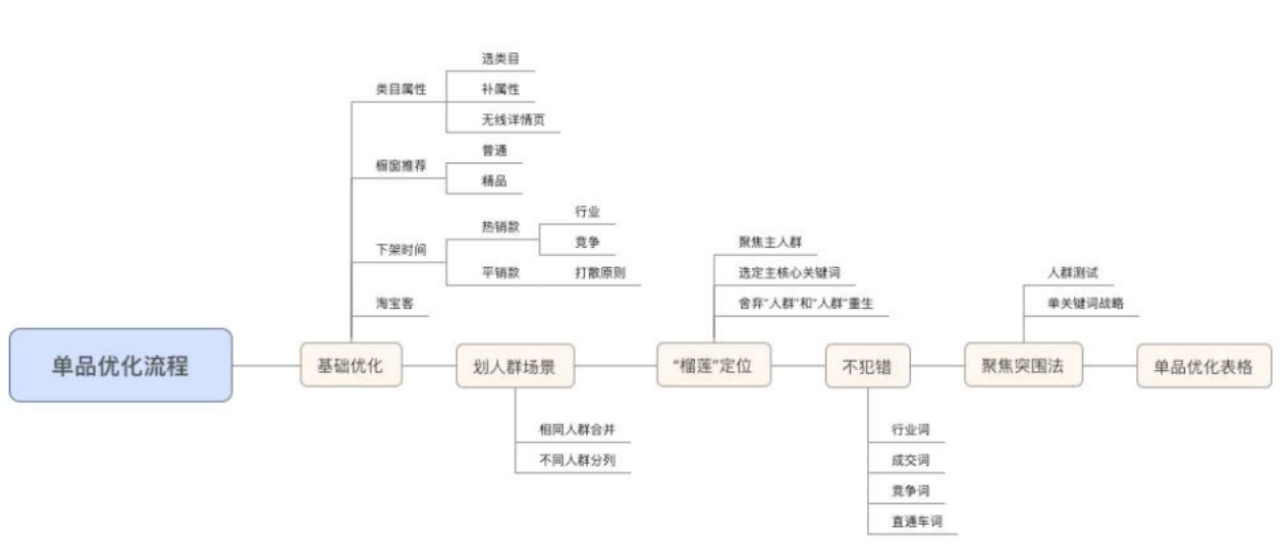 选类目
类目属性
补属性
无线详情页
普通
橱窗推荐
精品
行业
热销款
竞争
下架时间
平销款
打散原则
淘宝客
聚焦主人群
选定主核心关键词
舍弃“人群”和“人群”重生
人群测试
单关键词战略
单品优化流程
基础优化
划人群场景
“榴莲”定位
不犯错
聚焦突围法
单品优化表格
相同人群合并
不同人群分列
行业词
成交词
竞争词
直通车词